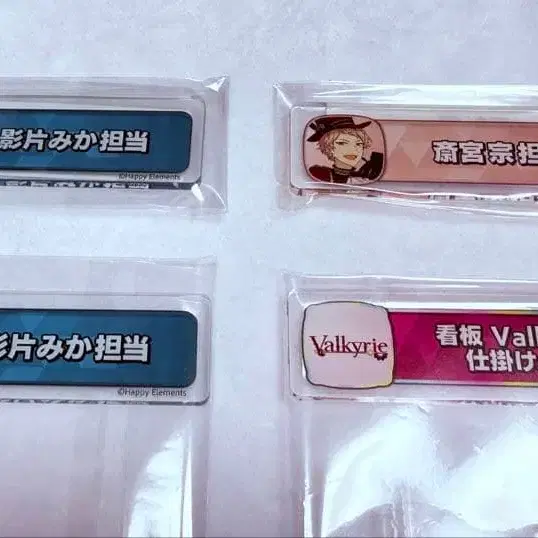 影片みか担当
©Happy Elements
斎宮宗担
影片みか担当
©Happy Elements
Valkyrie
看板 Val
仕掛け